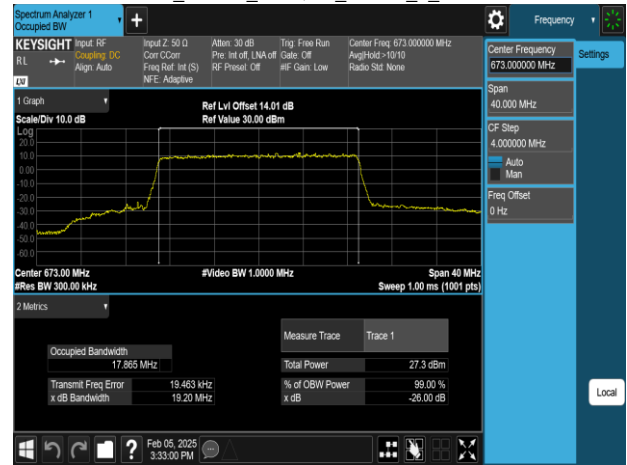 Spectrum Analyzer 1
Occupied BW
Frequency
KEYSIGHT
RL
LXI
Input: RF
Coupling: DC
Align: Auto
Input Z: 50 Ω
Corr CCorr
Freq Ref: Int (S)
NFE: Adaptive
Atten: 30 dB
Pre: Int off, LNA off
RF Presel: Off
Trig: Free Run
Gate: Off
#IF Gain: Low
Center Freq: 673.000000 MHz
Avg|Hold:>10/10
Radio Std: None
Center Frequency
673.000000 MHz
Settings
Span
40.000 MHz
CF Step
4.000000 MHz
Auto
Man
Freq Offset
0 Hz
Local
1 Graph
Scale/Div 10.0 dB
Ref Lvl Offset 14.01 dB
Ref Value 30.00 dBm
Log
20.0
10.0
0.00
-10.0
-20.0
-30.0
-40.0
-50.0
-60.0
Center 673.00 MHz
#Video BW 1.0000 MHz
Span 40 MHz
#Res BW 300.00 kHz
Sweep 1.00 ms (1001 pts)
2 Metrics
Measure Trace Trace 1
Occupied Bandwidth
17.865 MHz
Total Power 27.3 dBm
Transmit Freq Error 19.463 kHz
% of OBW Power 99.00 %
x dB Bandwidth 19.20 MHz
x dB -26.00 dB
?
Feb 05, 2025
3:33:00 PM